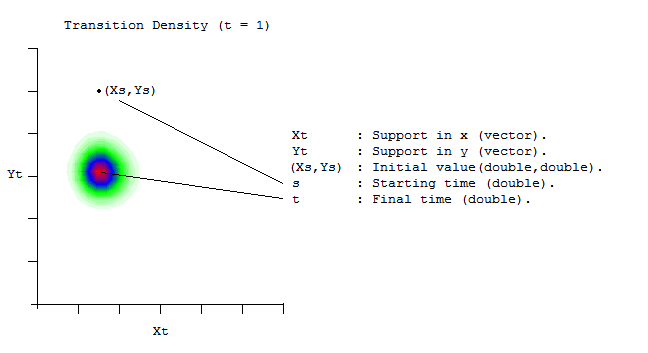 Transition Density (t = 1)
(Xs,Ys)
Xt : Support in x (vector).
Yt : Support in y (vector).
(Xs,Ys) : Initial value(double,double).
s : Starting time (double).
t : Final time (double).
Yt
Xt